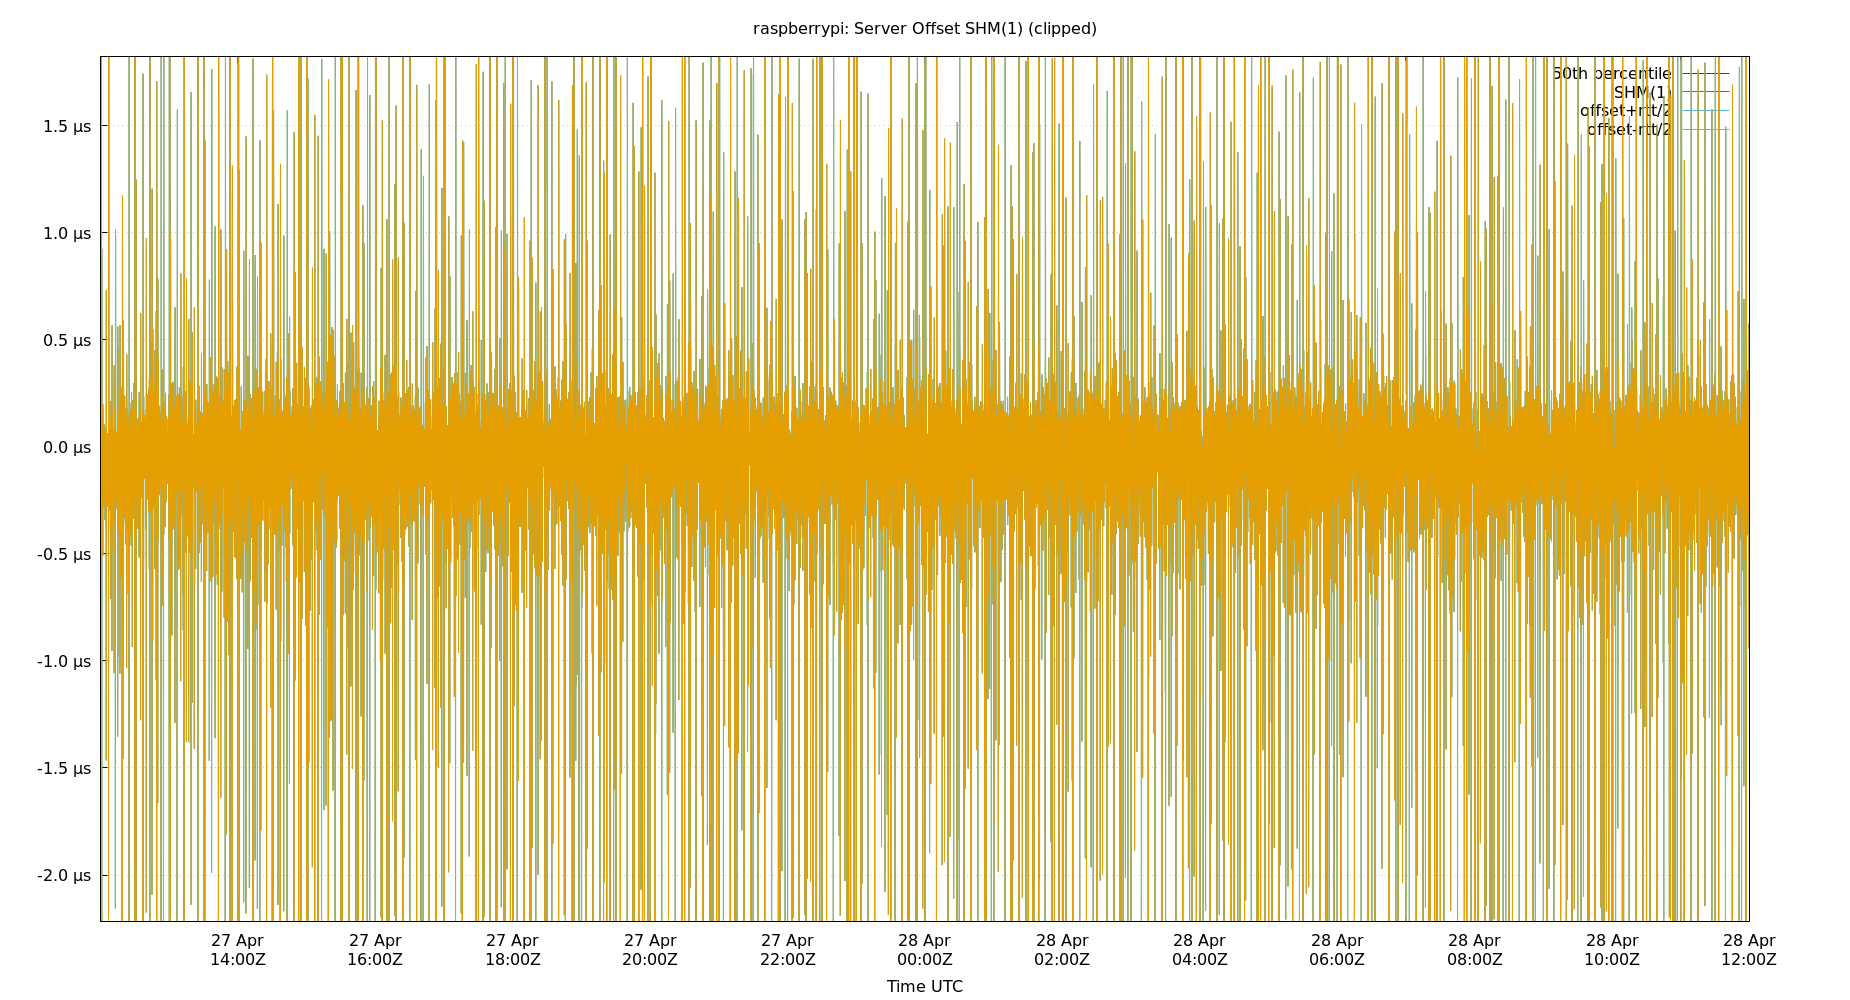 raspberrypi: Server Offset SHM(1) (clipped)
50th percentile
SHM(1)
offset+rtt/2
offset-rtt/2
1.5 µs
1.0 µs
0.5 µs
0.0 µs
-0.5 µs
-1.0 µs
-1.5 µs
-2.0 µs
27 Apr 27 Apr 27 Apr 27 Apr 27 Apr 28 Apr 28 Apr 28 Apr 28 Apr 28 Apr 28 Apr 28 Apr
14:00Z 16:00Z 18:00Z 20:00Z 22:00Z 00:00Z 02:00Z 04:00Z 06:00Z 08:00Z 10:00Z 12:00Z
Time UTC